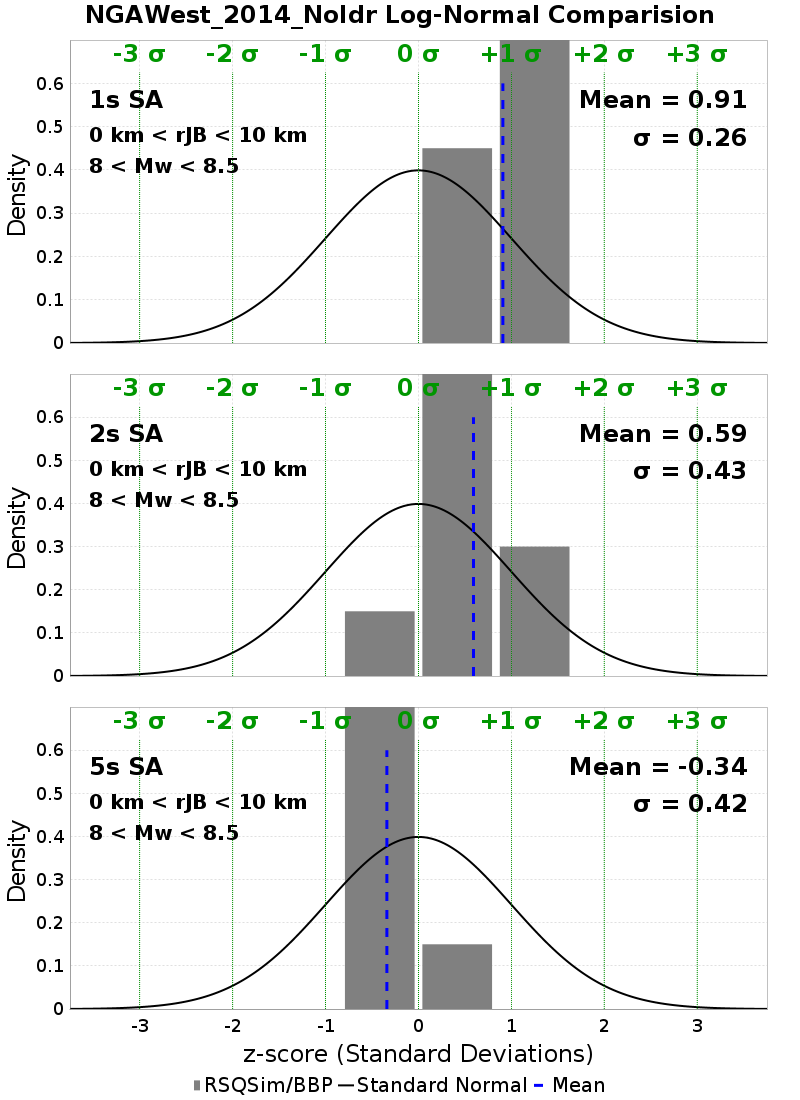 NGAWest_2014_NoIdr Log-Normal Comparision
-3 σ -2 σ -1 σ 0 σ +1 σ +2 σ +3 σ
1s SA
Mean = 0.91
0 km < rJB < 10 km
σ = 0.26
8 < Mw < 8.5
Density
0.6
0.5
0.4
0.3
0.2
0.1
0
-3 σ -2 σ -1 σ 0 σ +1 σ +2 σ +3 σ
2s SA
Mean = 0.59
0 km < rJB < 10 km
σ = 0.43
8 < Mw < 8.5
Density
0.6
0.5
0.4
0.3
0.2
0.1
0
-3 σ -2 σ -1 σ 0 σ +1 σ +2 σ +3 σ
5s SA
Mean = -0.34
0 km < rJB < 10 km
σ = 0.42
8 < Mw < 8.5
Density
0.6
0.5
0.4
0.3
0.2
0.1
0
-3 -2 -1 0 1 2 3
z-score (Standard Deviations)
RSQSim/BBP Standard Normal Mean